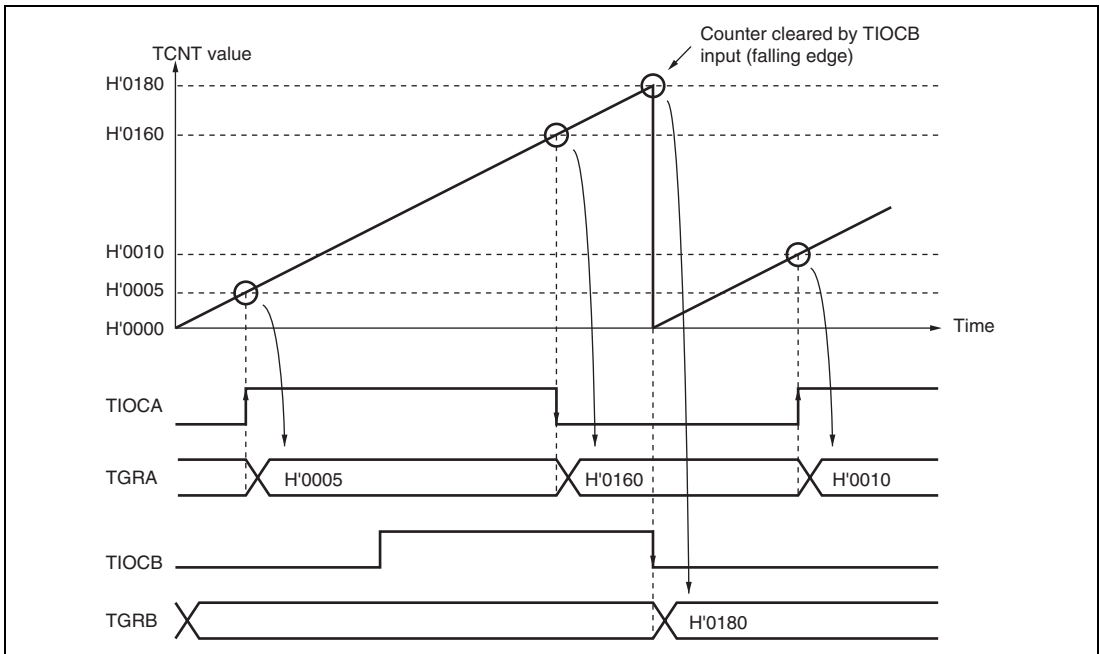 Counter cleared by TIOCB
input (falling edge)
TCNT value
H'0180
H'0160
H'0010
H'0005
H'0000
Time
TIOCA
TGRA
H'0005
H'0160
H'0010
TIOCB
TGRB
H'0180